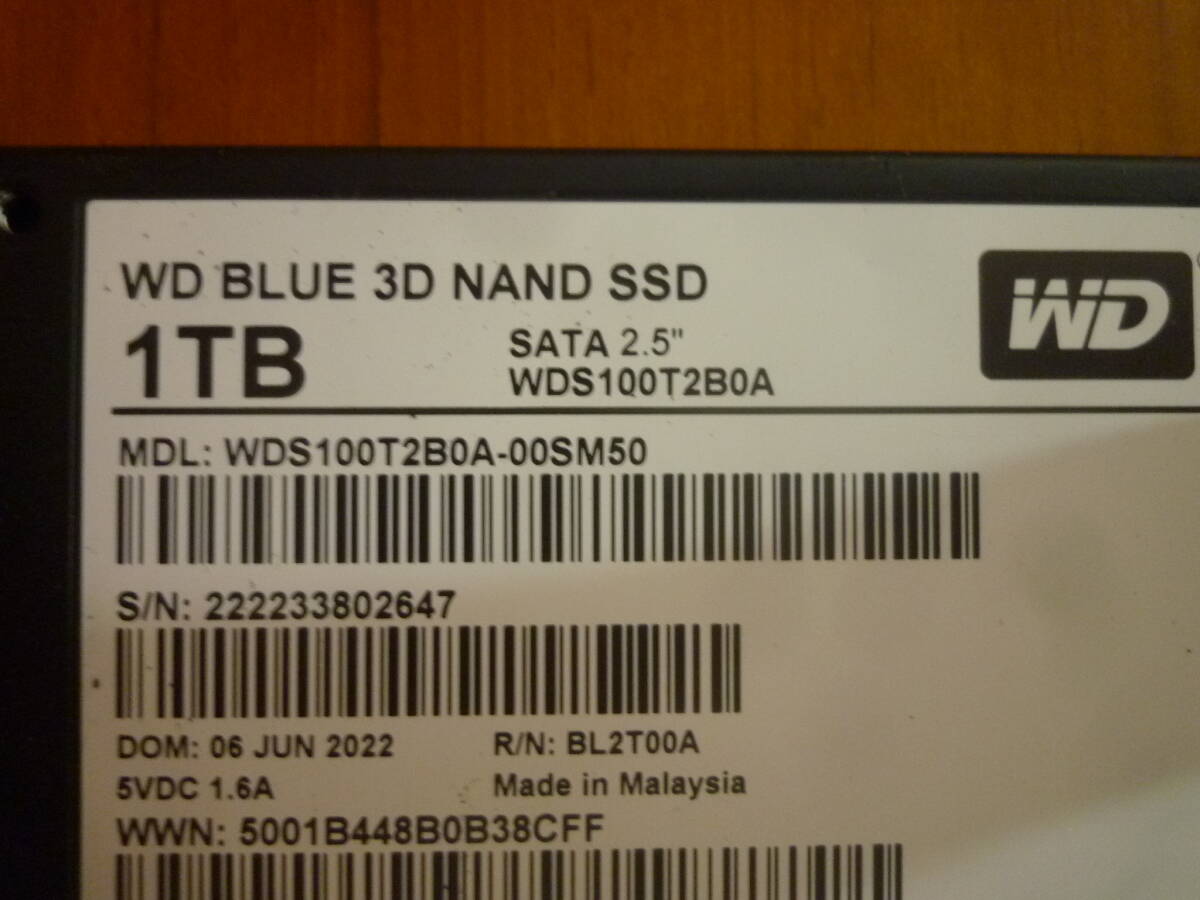 WD BLUE 3D NAND SSD
WD
1TB
SATA 2.5"
WDS100T2B0A
MDL: WDS100T2B0A-00SM50
S/N: 222233802647
DOM: 06 JUN 2022 R/N: BL2T00A
5VDC 1.6A Made in Malaysia
WWN: 5001B448B0B38CFF